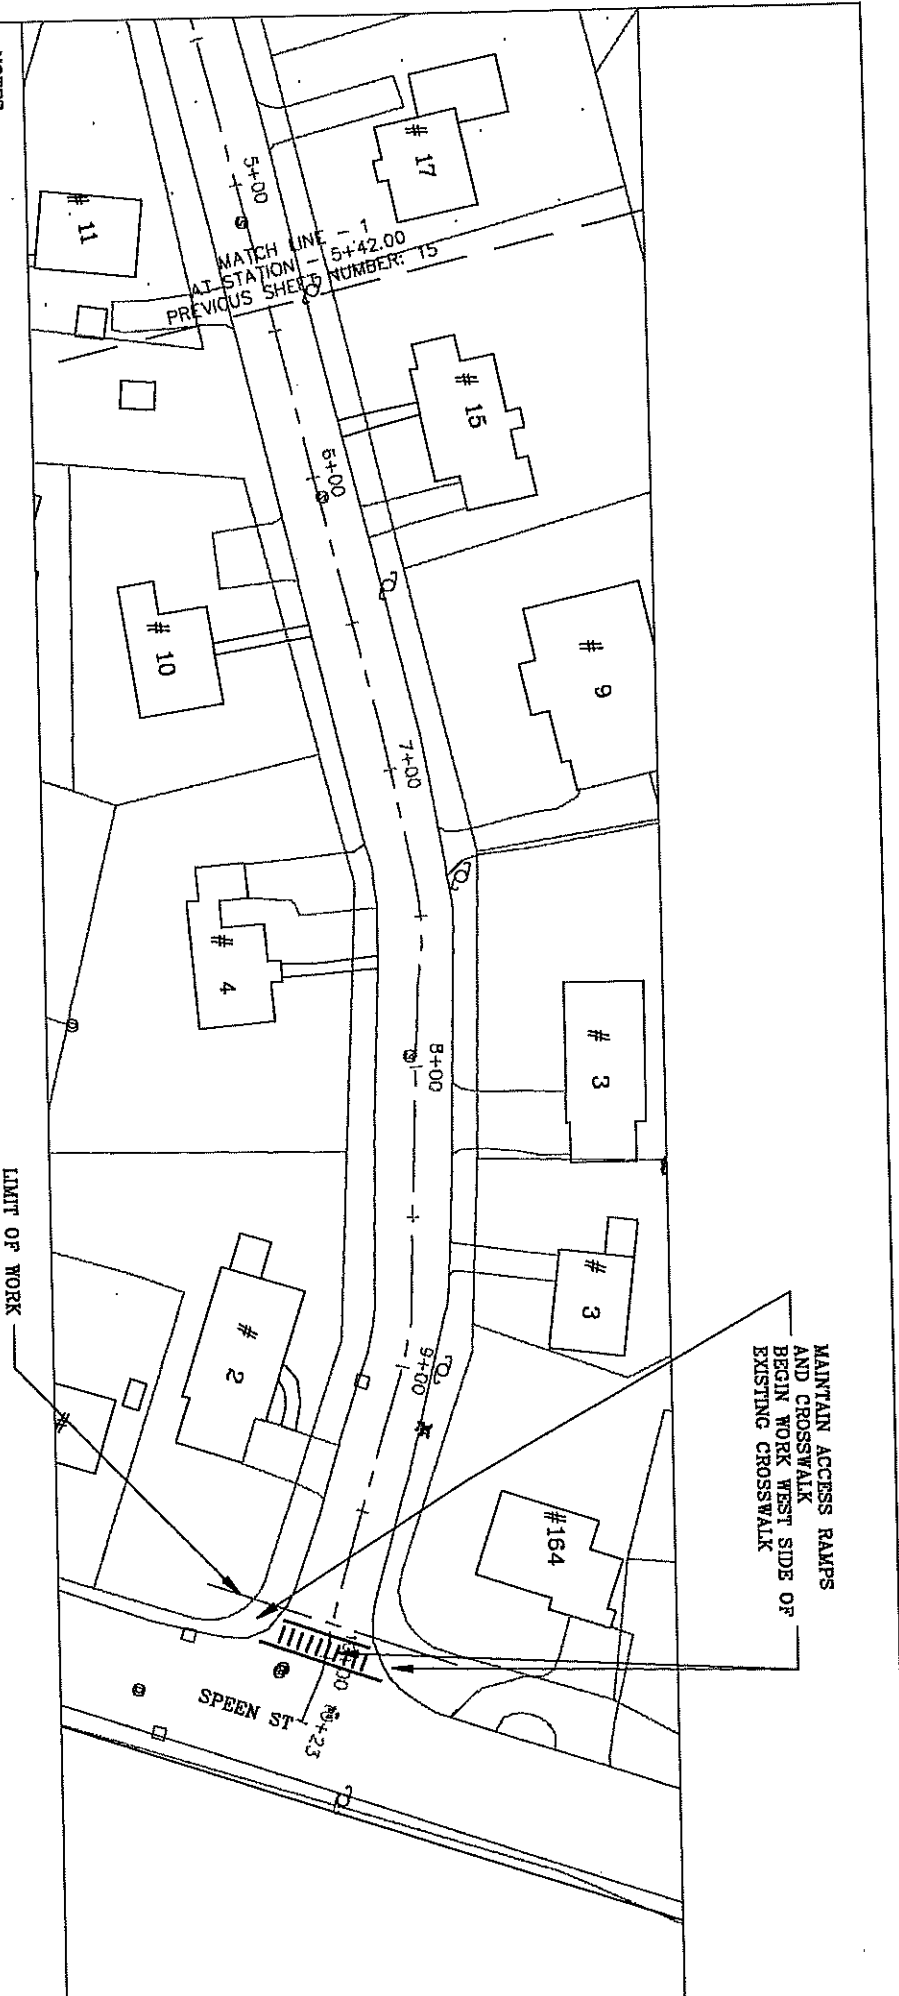 MAINTAIN ACCESS RAMPS
AND CROSSWALK
BEGIN WORK WEST SIDE OF
EXISTING CROSSWALK
# 17
# 15
# 9
# 3
# 3
#164
5+00
MATCH LINE - 1
AT STATION - 5+42.00
PREVIOUS SHEET NUMBER: 15
6+00
7+00
8+00
9+00
+23
SPEEN ST
# 11
# 10
# 4
# 2
#
LIMIT OF WORK